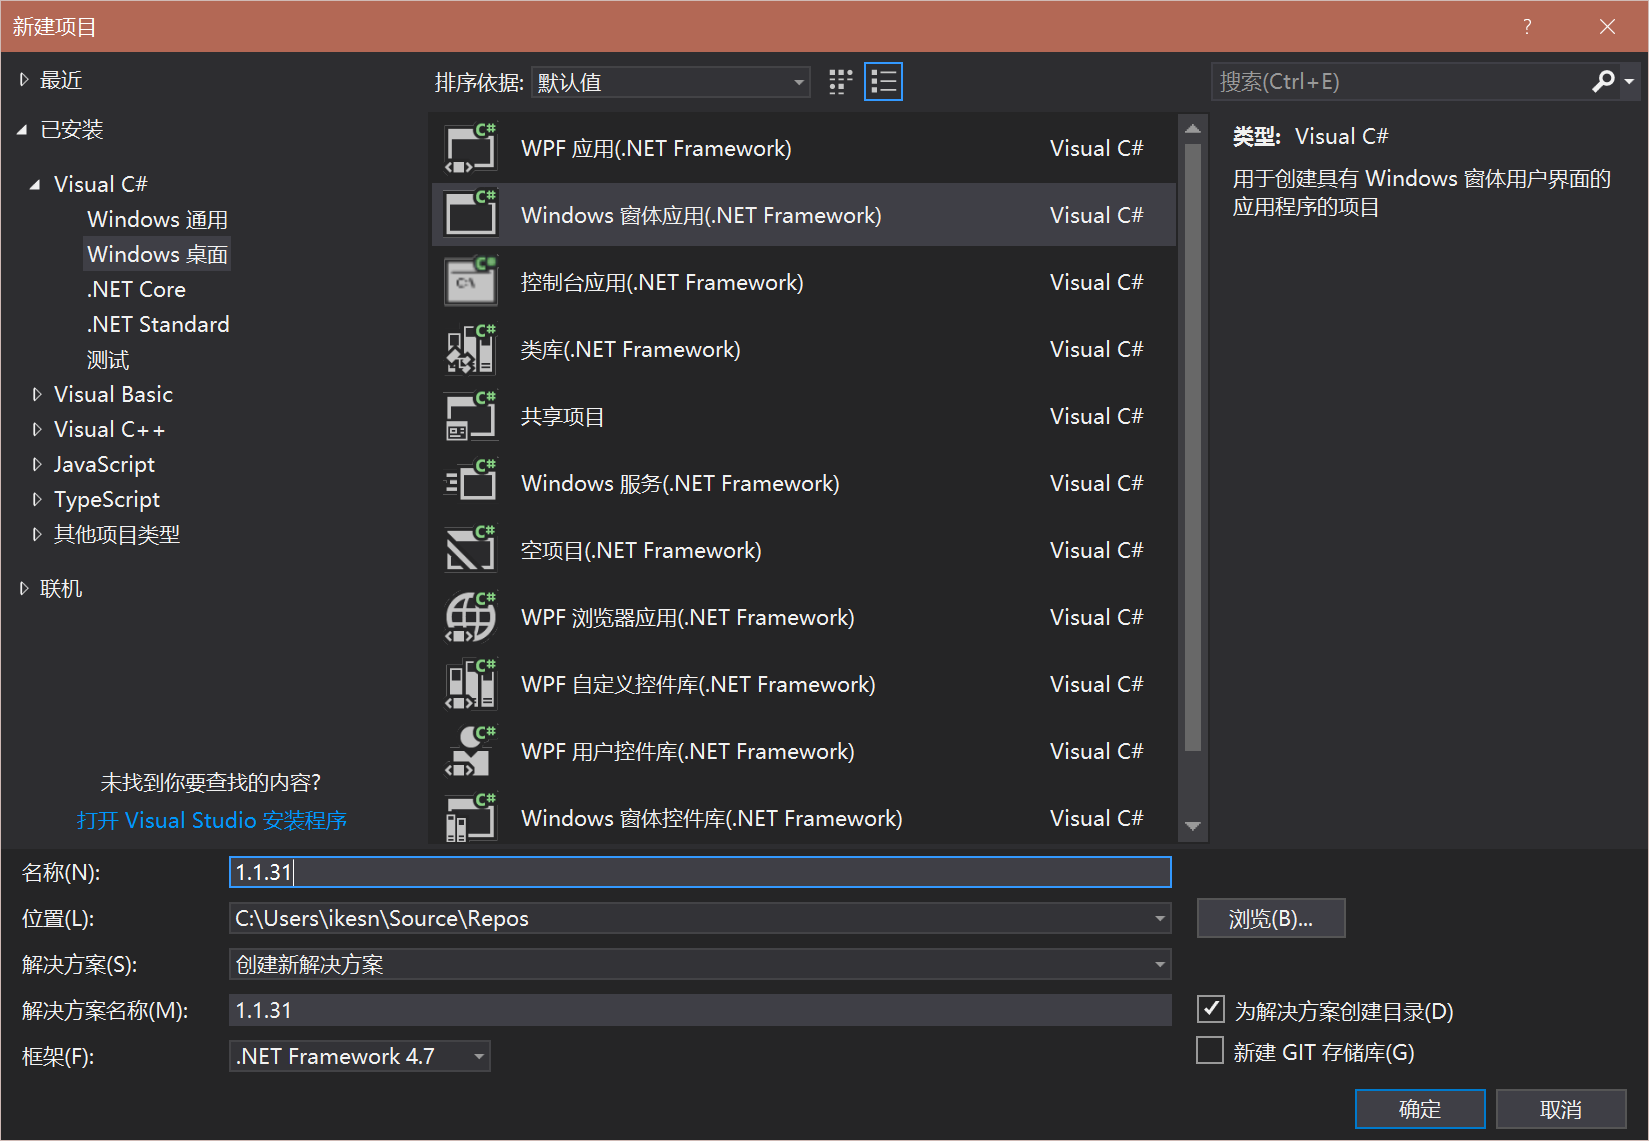 新建项目
?
最近
已安装
Visual C#
Windows 通用
Windows 桌面
.NET Core
.NET Standard
测试
Visual Basic
Visual C++
JavaScript
TypeScript
其他项目类型
联机
未找到你要查找的内容?
打开 Visual Studio 安装程序
排序依据: 默认值
WPF 应用(.NET Framework) Visual C#
Windows 窗体应用(.NET Framework) Visual C#
控制台应用(.NET Framework) Visual C#
类库(.NET Framework) Visual C#
共享项目 Visual C#
Windows 服务(.NET Framework) Visual C#
空项目(.NET Framework) Visual C#
WPF 浏览器应用(.NET Framework) Visual C#
WPF 自定义控件库(.NET Framework) Visual C#
WPF 用户控件库(.NET Framework) Visual C#
Windows 窗体控件库(.NET Framework) Visual C#
搜索(Ctrl+E)
类型: Visual C#
用于创建具有 Windows 窗体用户界面的
应用程序的项目
名称(N): 1.1.31
位置(L): C:\Users\ikesn\Source\Repos 浏览(B)...
解决方案(S): 创建新解决方案
解决方案名称(M): 1.1.31 为解决方案创建目录(D)
框架(F): .NET Framework 4.7 新建 GIT 存储库(G)
确定 取消